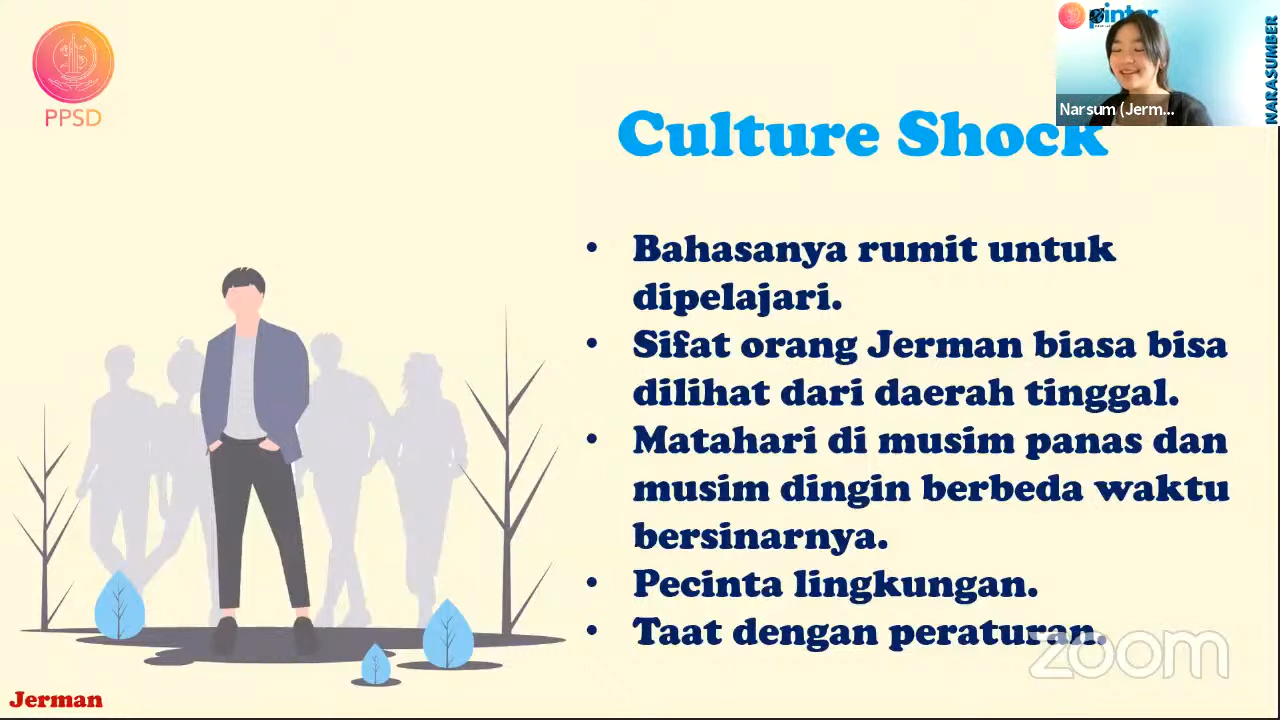 PPSD
pinter
NARASUMBER
Narsum (Jerm...
Culture Shock
• Bahasanya rumit untuk
dipelajari.
• Sifat orang Jerman biasa bisa
dilihat dari daerah tinggal.
• Matahari di musim panas dan
musim dingin berbeda waktu
bersinarnya.
• Pecinta lingkungan.
• Taat dengan peraturan.
zoom
Jerman